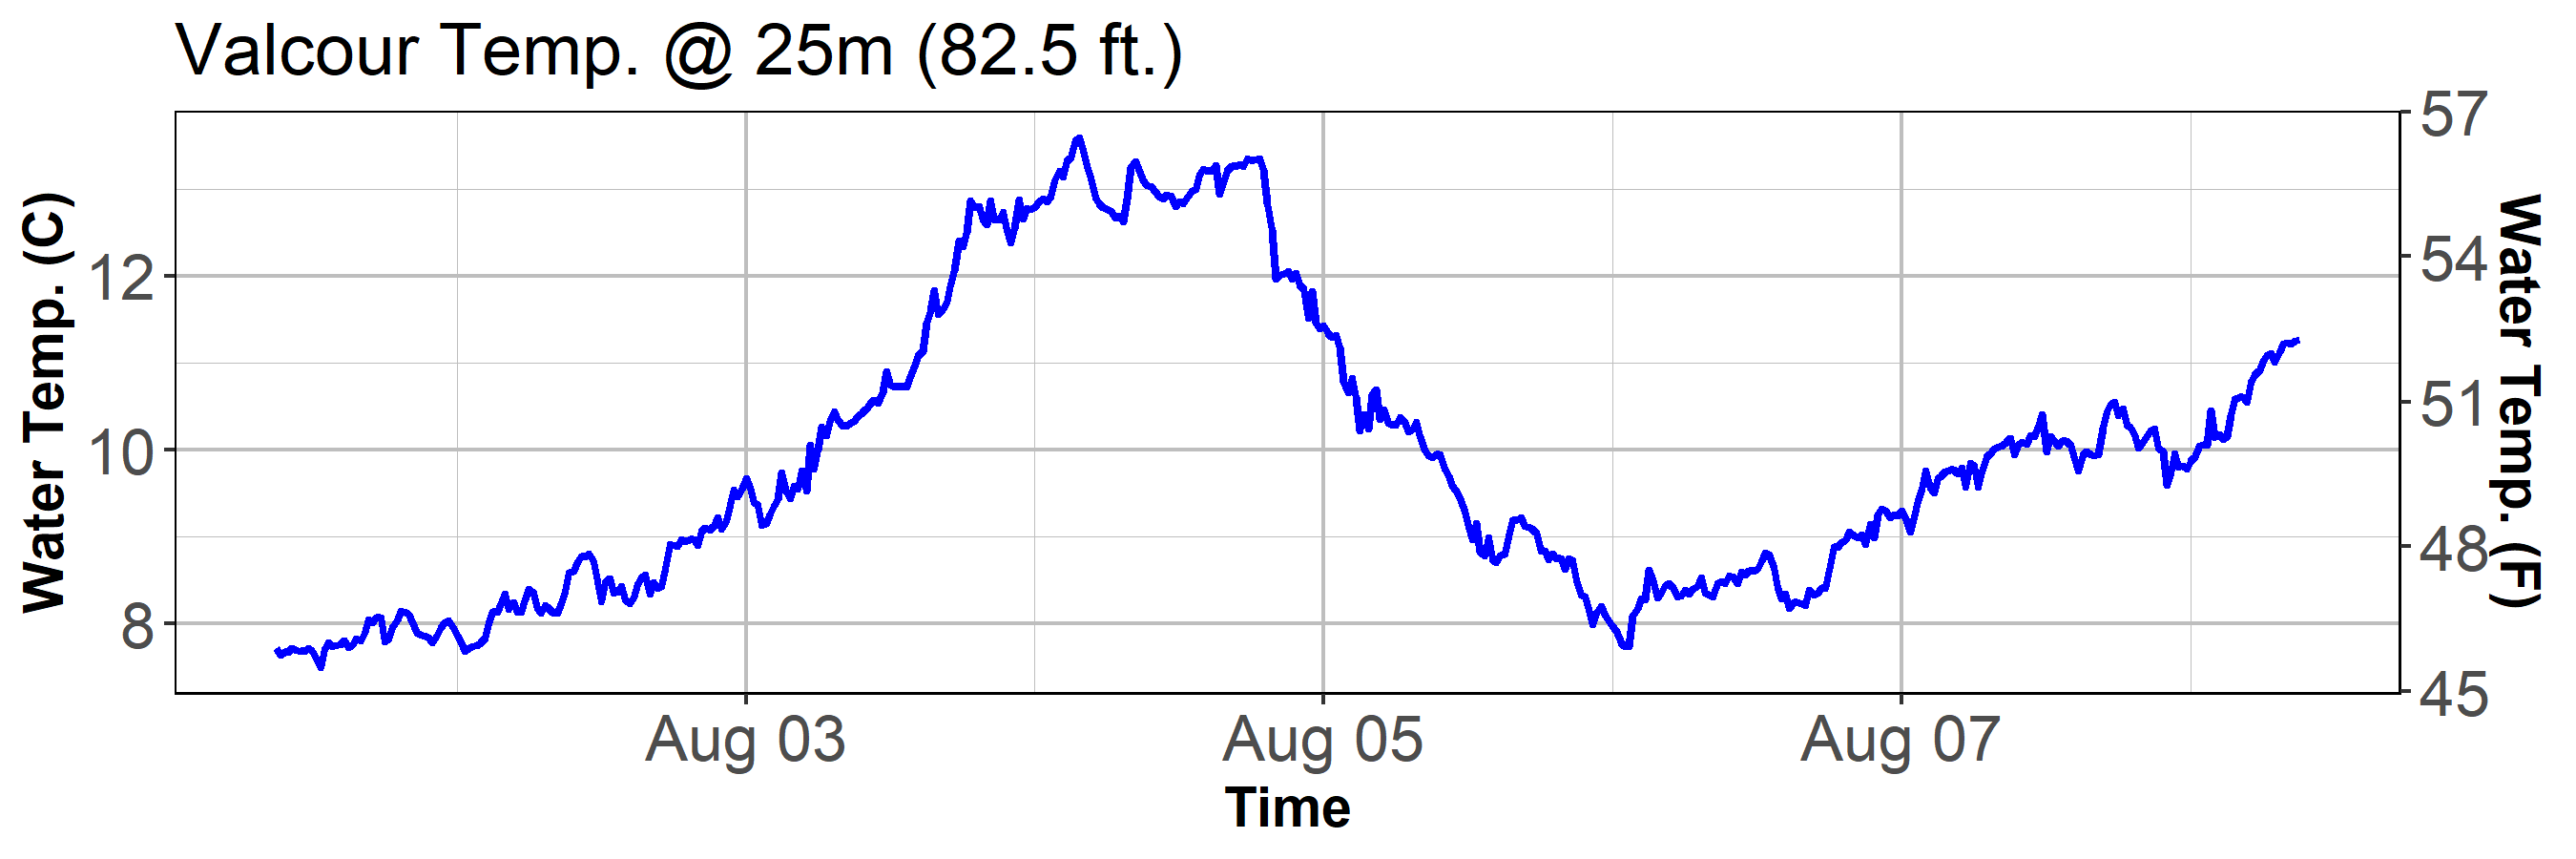 Valcour Temp. @ 25m (82.5 ft.)
Water Temp. (C)
12
10
8
57
54
51
48
45
Water Temp. (F)
Aug 03 Aug 05 Aug 07
Time